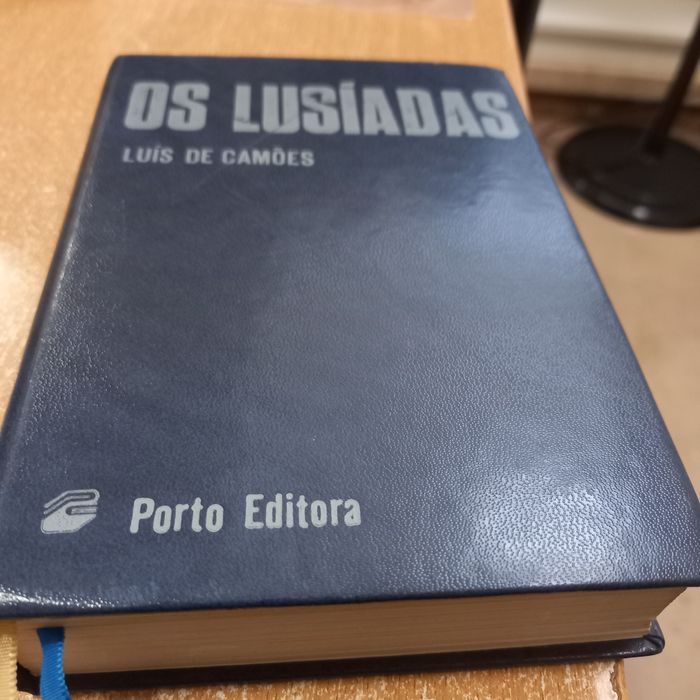 OS LUSÍADAS
LUÍS DE CAMÕES
Porto Editora